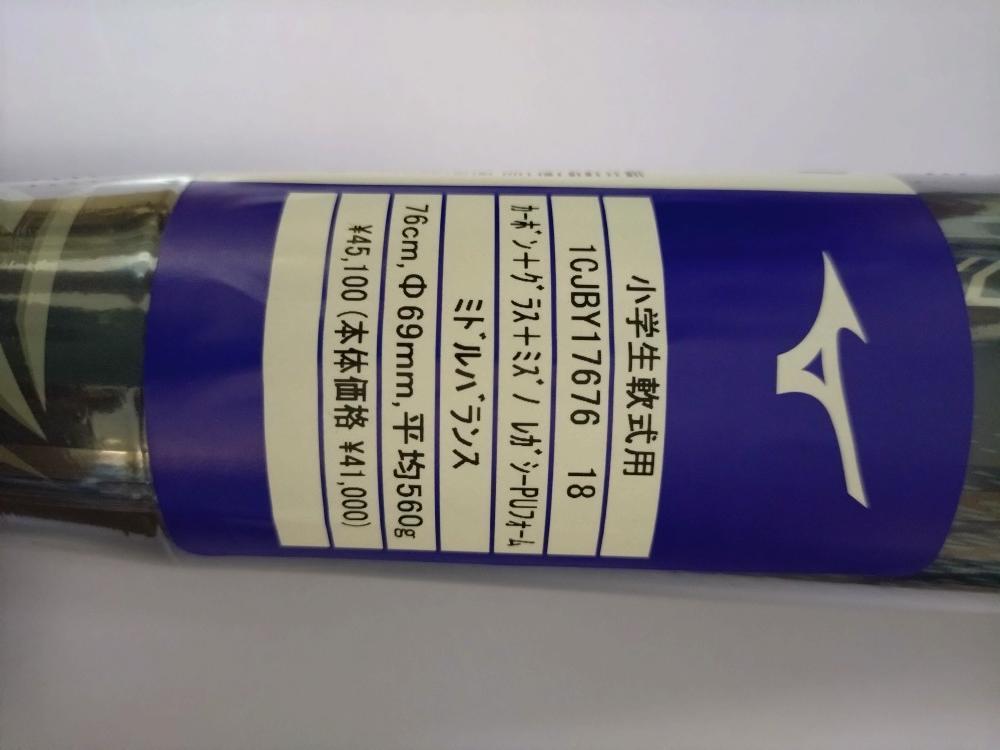 小学生軟式用
1CJBY17676 18
ｶｰﾎﾞﾝ+ｸﾞﾗｽ+ﾐｽﾞﾉ ﾚｶﾞｼｰPUﾌｫｰﾑ
ﾐﾄﾞﾙﾊﾞﾗﾝｽ
76cm,Φ69mm,平均560g
¥45,100(本体価格 ¥41,000)